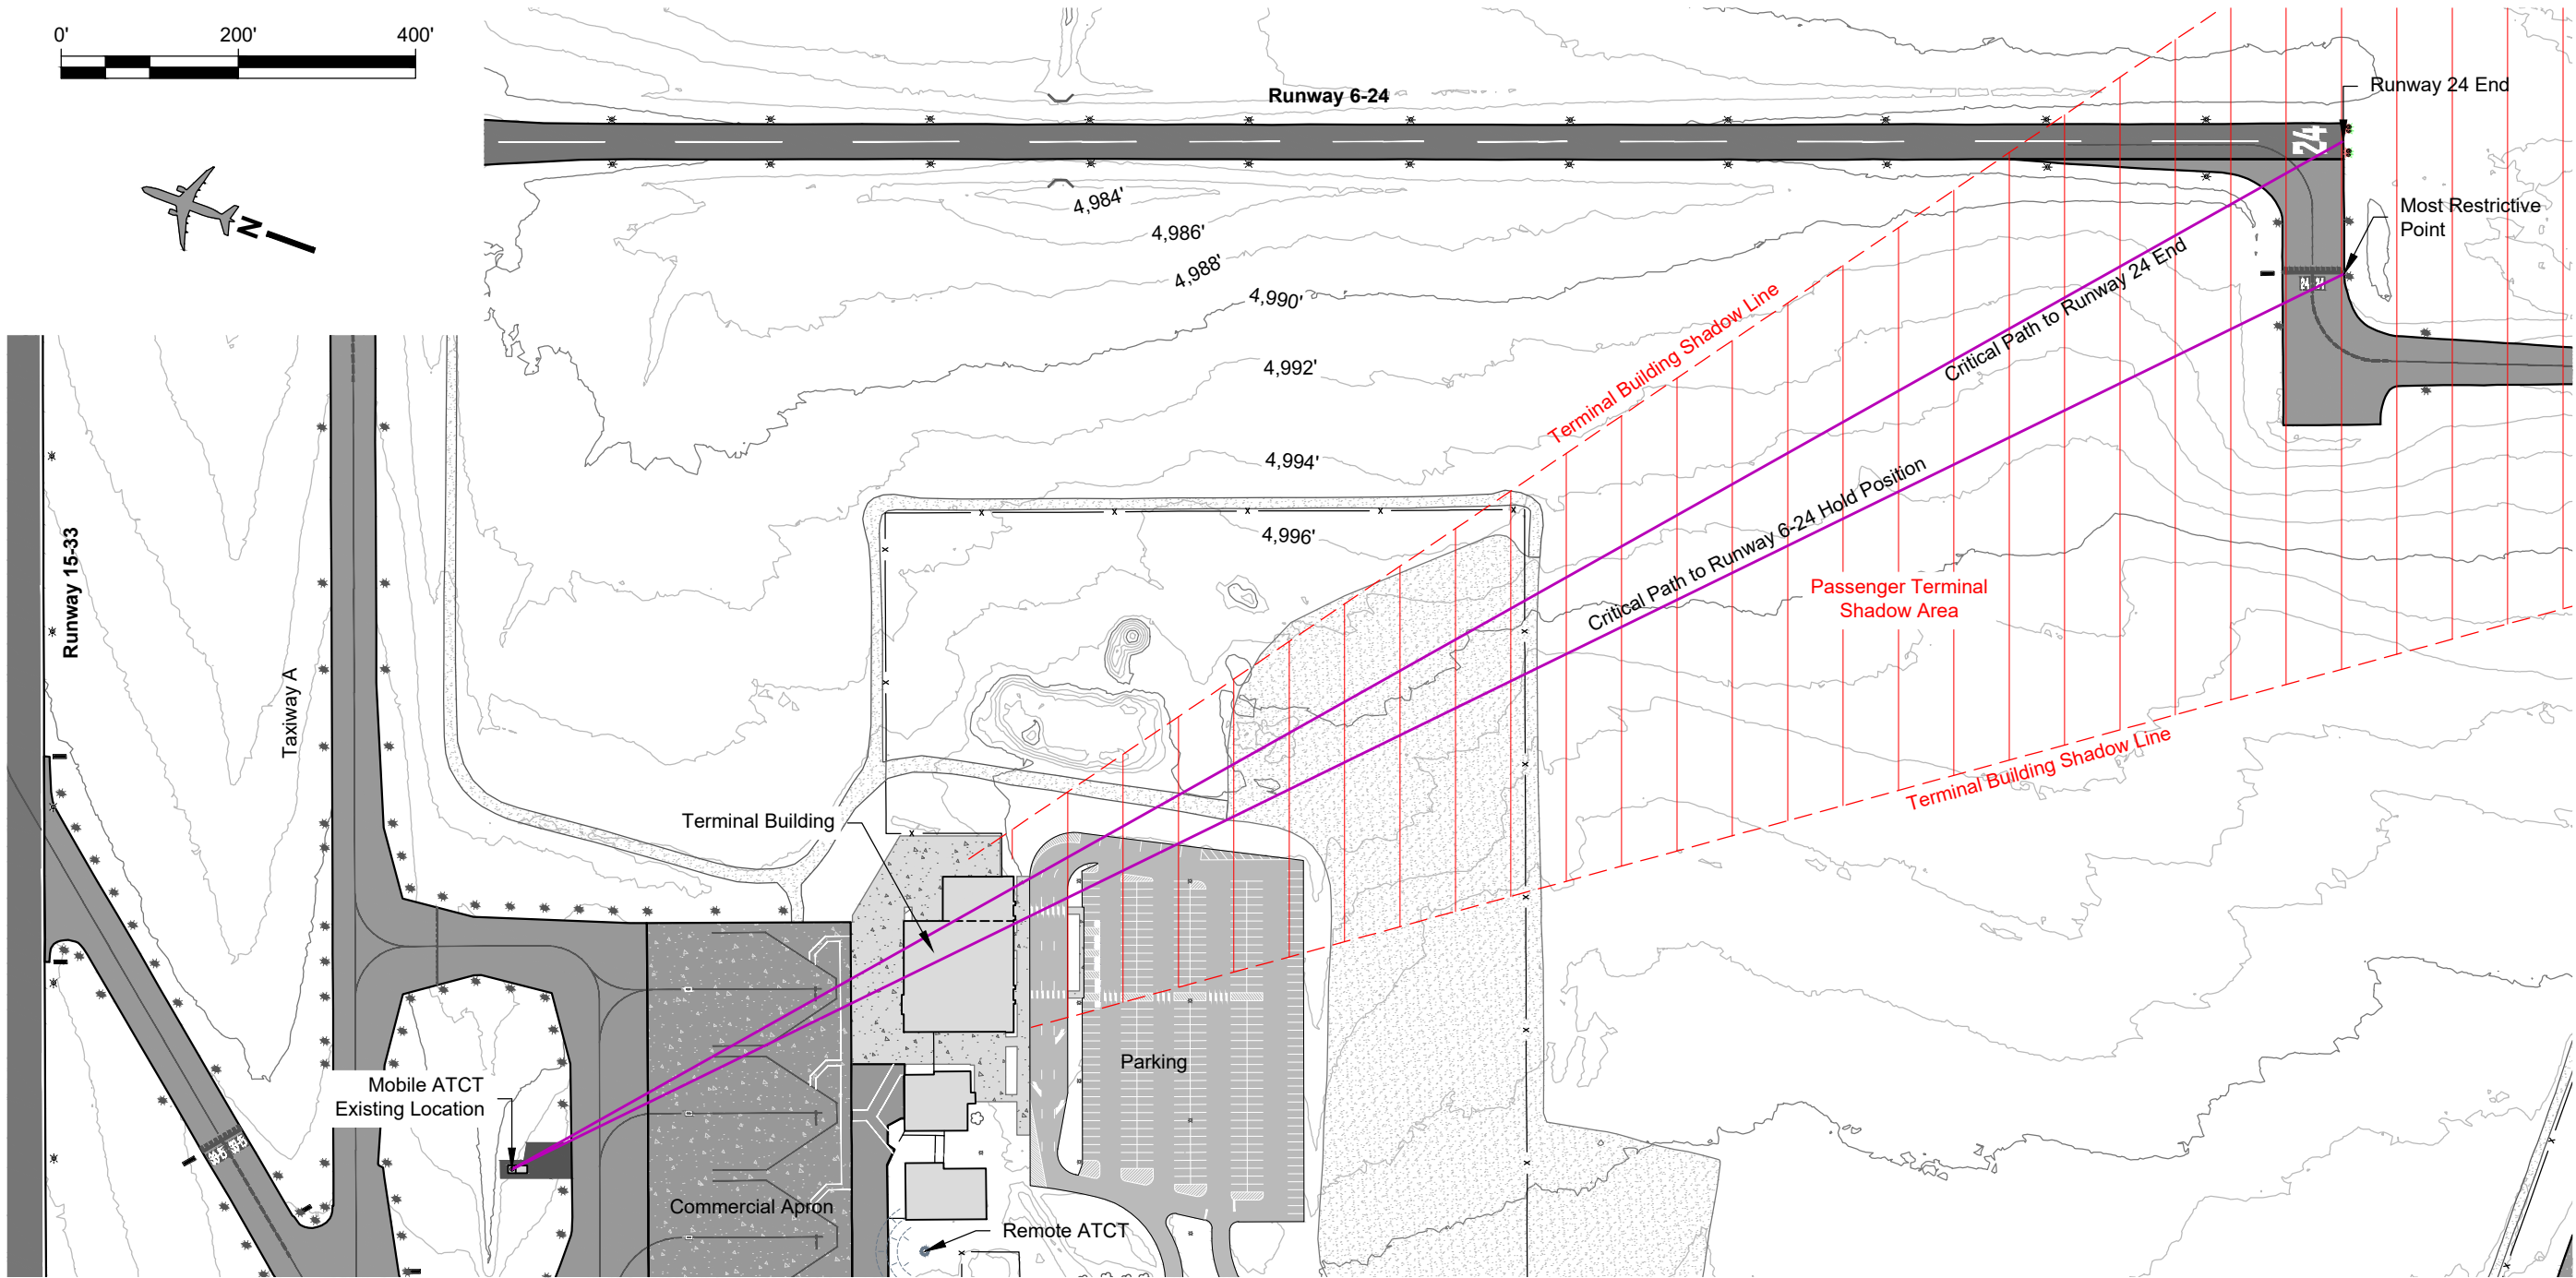 0' 200' 400'
N
Runway 6-24
Runway 24 End
24
Most Restrictive
Point
24 24
4,984'
4,986'
4,988'
4,990'
4,992'
4,994'
4,996'
Terminal Building Shadow Line
Critical Path to Runway 24 End
Critical Path to Runway 6-24 Hold Position
Passenger Terminal
Shadow Area
Terminal Building Shadow Line
Runway 15-33
Taxiway A
Terminal Building
Parking
Mobile ATCT
Existing Location
Commercial Apron
Remote ATCT